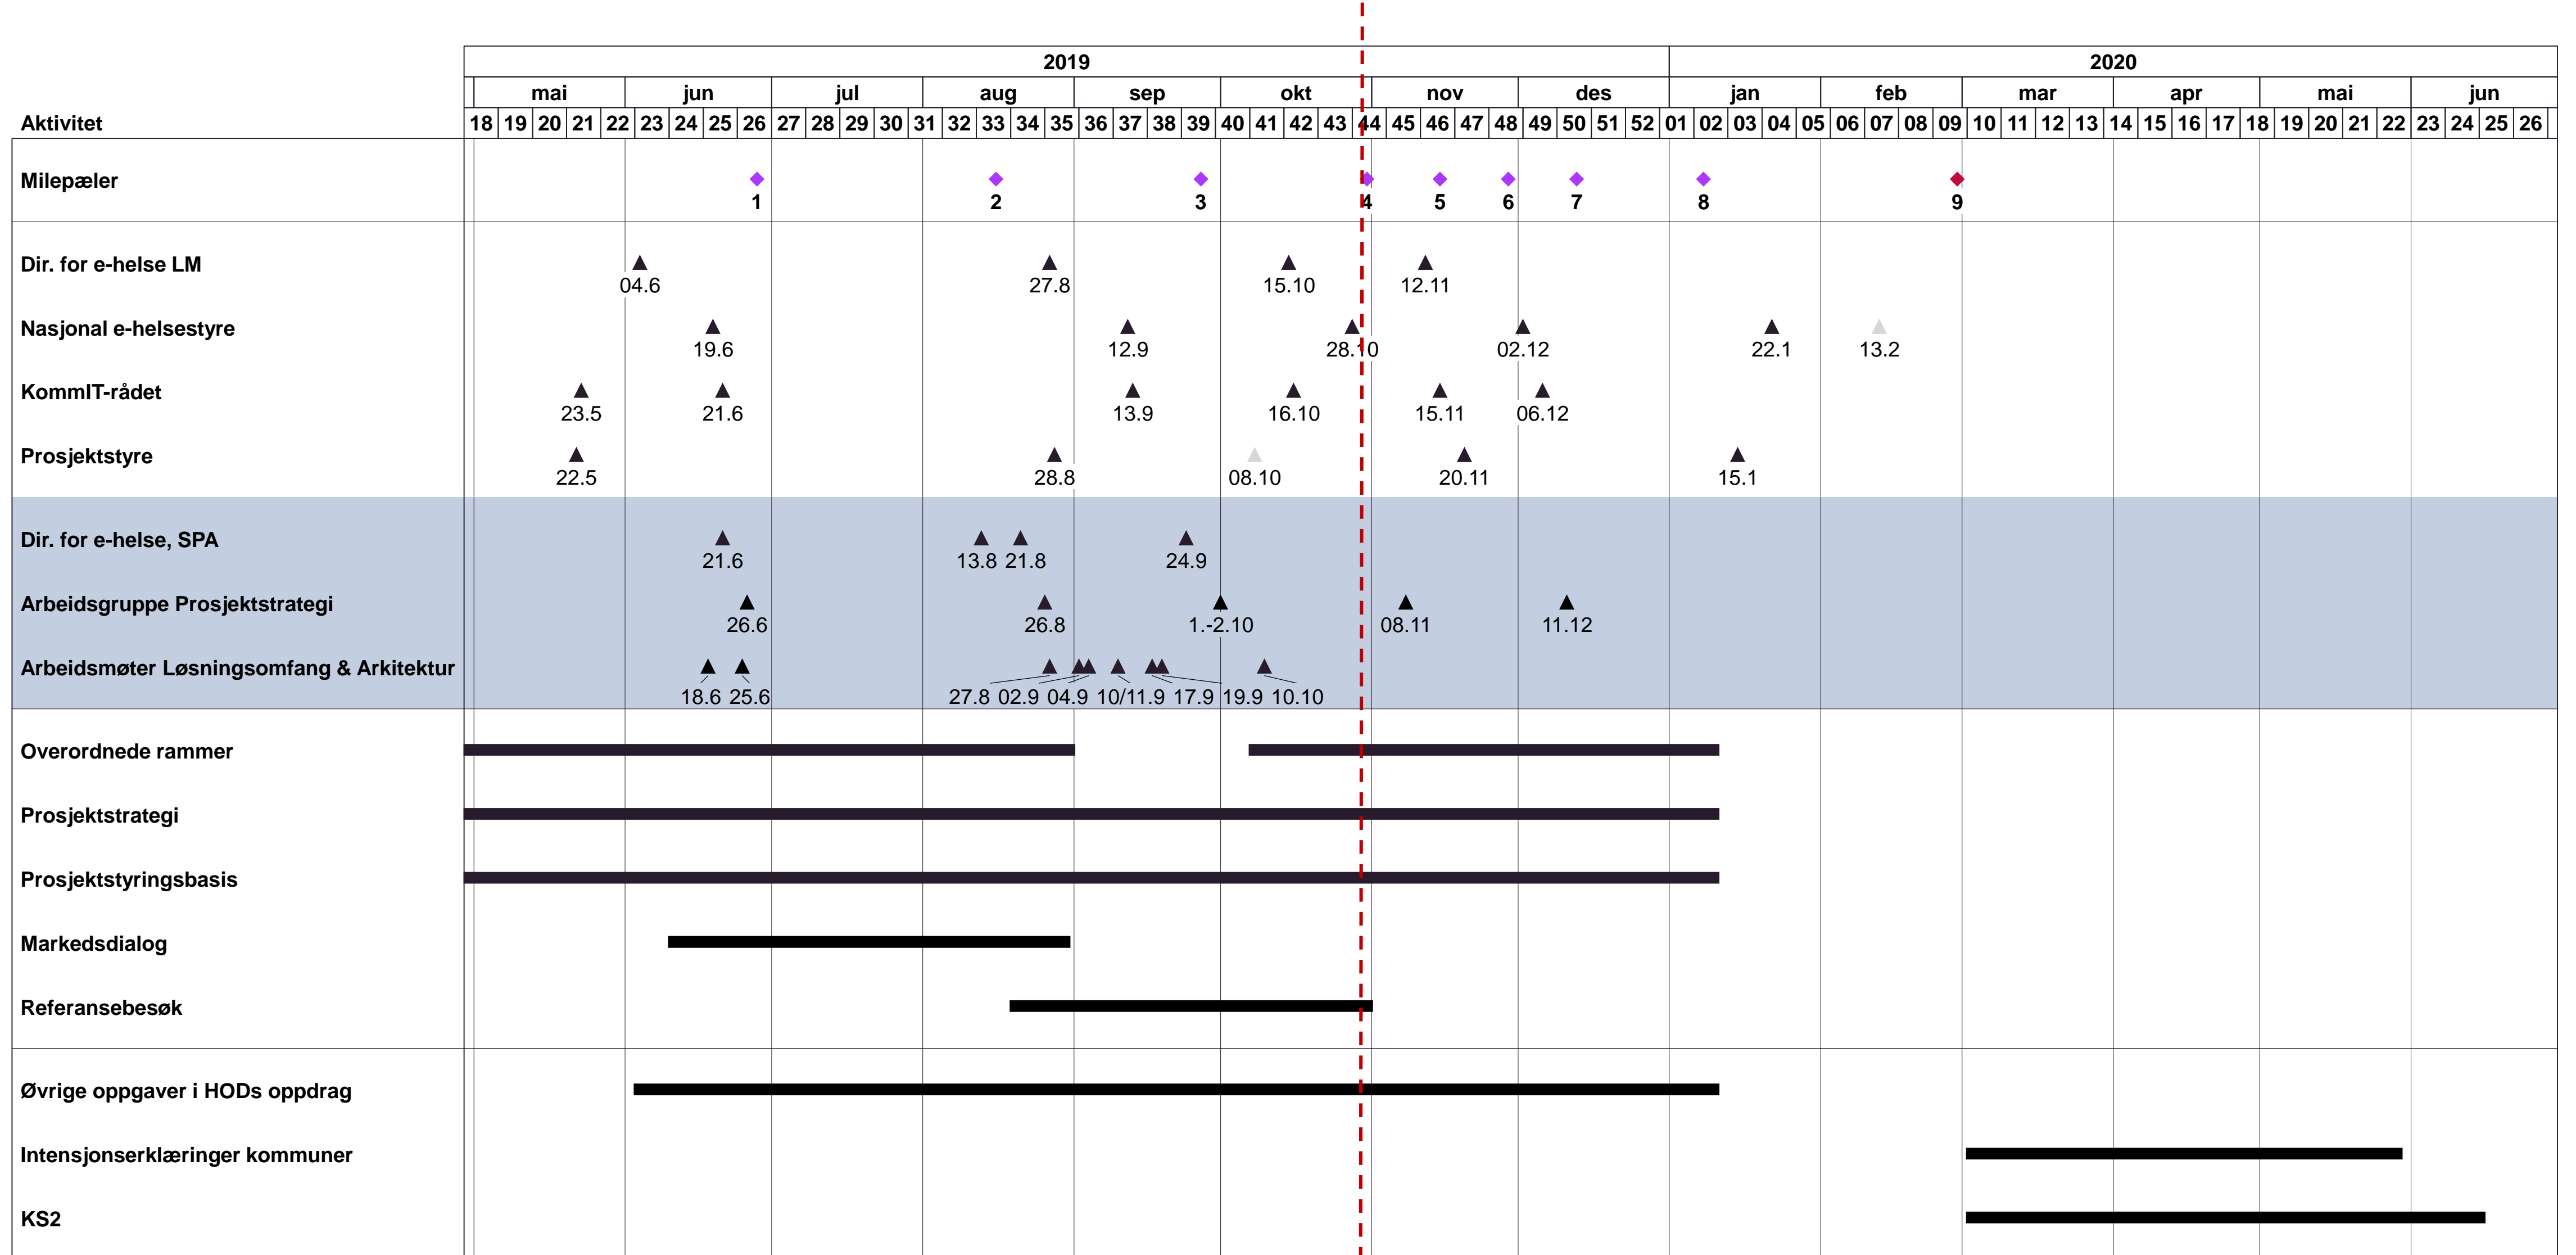 2019 2020
mai jun jul aug sep okt nov des jan feb mar apr mai jun
Aktivitet 18 19 20 21 22 23 24 25 26 27 28 29 30 31 32 33 34 35 36 37 38 39 40 41 42 43 44 45 46 47 48 49 50 51 52 01 02 03 04 05 06 07 08 09 10 11 12 13 14 15 16 17 18 19 20 21 22 23 24 25 26
Milepæler
1 2 3 4 5 6 7 8 9
Dir. for e-helse LM
04.6 27.8 15.10 12.11
Nasjonal e-helsestyre
19.6 12.9 28.10 02.12 22.1 13.2
KommIT-rådet
23.5 21.6 13.9 16.10 15.11 06.12
Prosjektstyre
22.5 28.8 08.10 20.11 15.1
Dir. for e-helse, SPA
21.6 13.8 21.8 24.9
Arbeidsgruppe Prosjektstrategi
26.6 26.8 1.-2.10 08.11 11.12
Arbeidsmøter Løsningsomfang & Arkitektur
18.6 25.6 27.8 02.9 04.9 10/11.9 17.9 19.9 10.10
Overordnede rammer
Prosjektstrategi
Prosjektstyringsbasis
Markedsdialog
Referansebesøk
Øvrige oppgaver i HODs oppdrag
Intensjonserklæringer kommuner
KS2